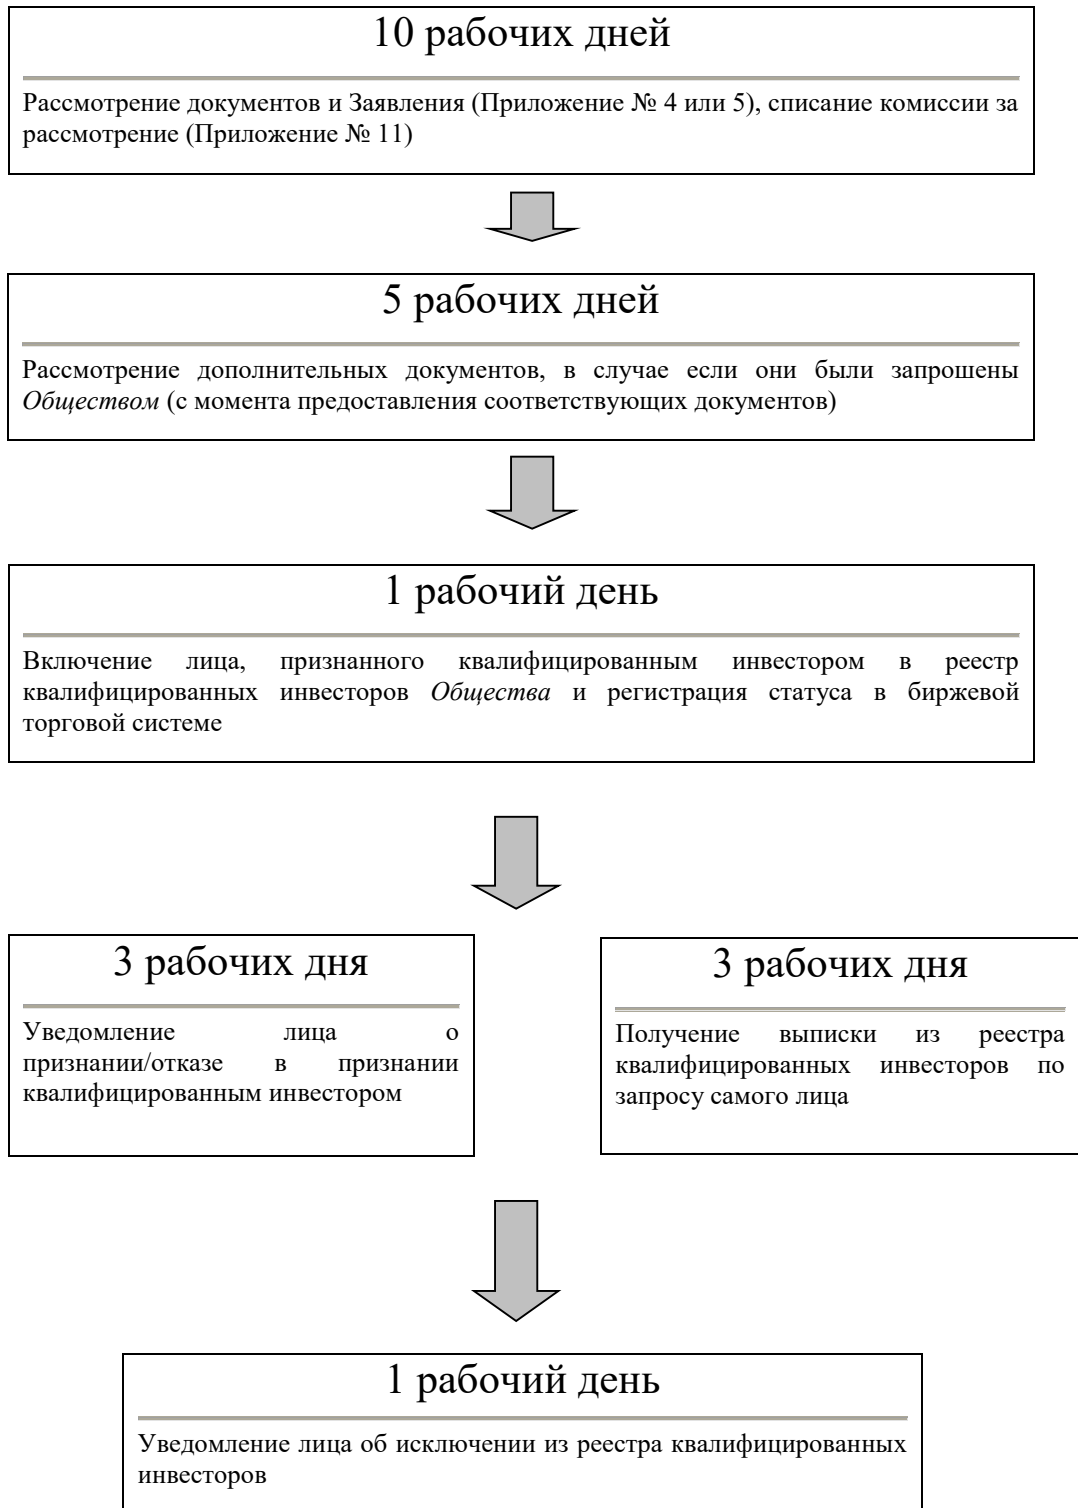 10 рабочих дней
Рассмотрение документов и Заявления (Приложение № 4 или 5), списание комиссии за
рассмотрение (Приложение № 11)
5 рабочих дней
Рассмотрение дополнительных документов, в случае если они были запрошены
Обществом (с момента предоставления соответствующих документов)
1 рабочий день
Включение лица, признанного квалифицированным инвестором в реестр
квалифицированных инвесторов Общества и регистрация статуса в биржевой
торговой системе
3 рабочих дня
Уведомление лица о
признании/отказе в признании
квалифицированным инвестором
3 рабочих дня
Получение выписки из реестра
квалифицированных инвесторов по
запросу самого лица
1 рабочий день
Уведомление лица об исключении из реестра квалифицированных
инвесторов